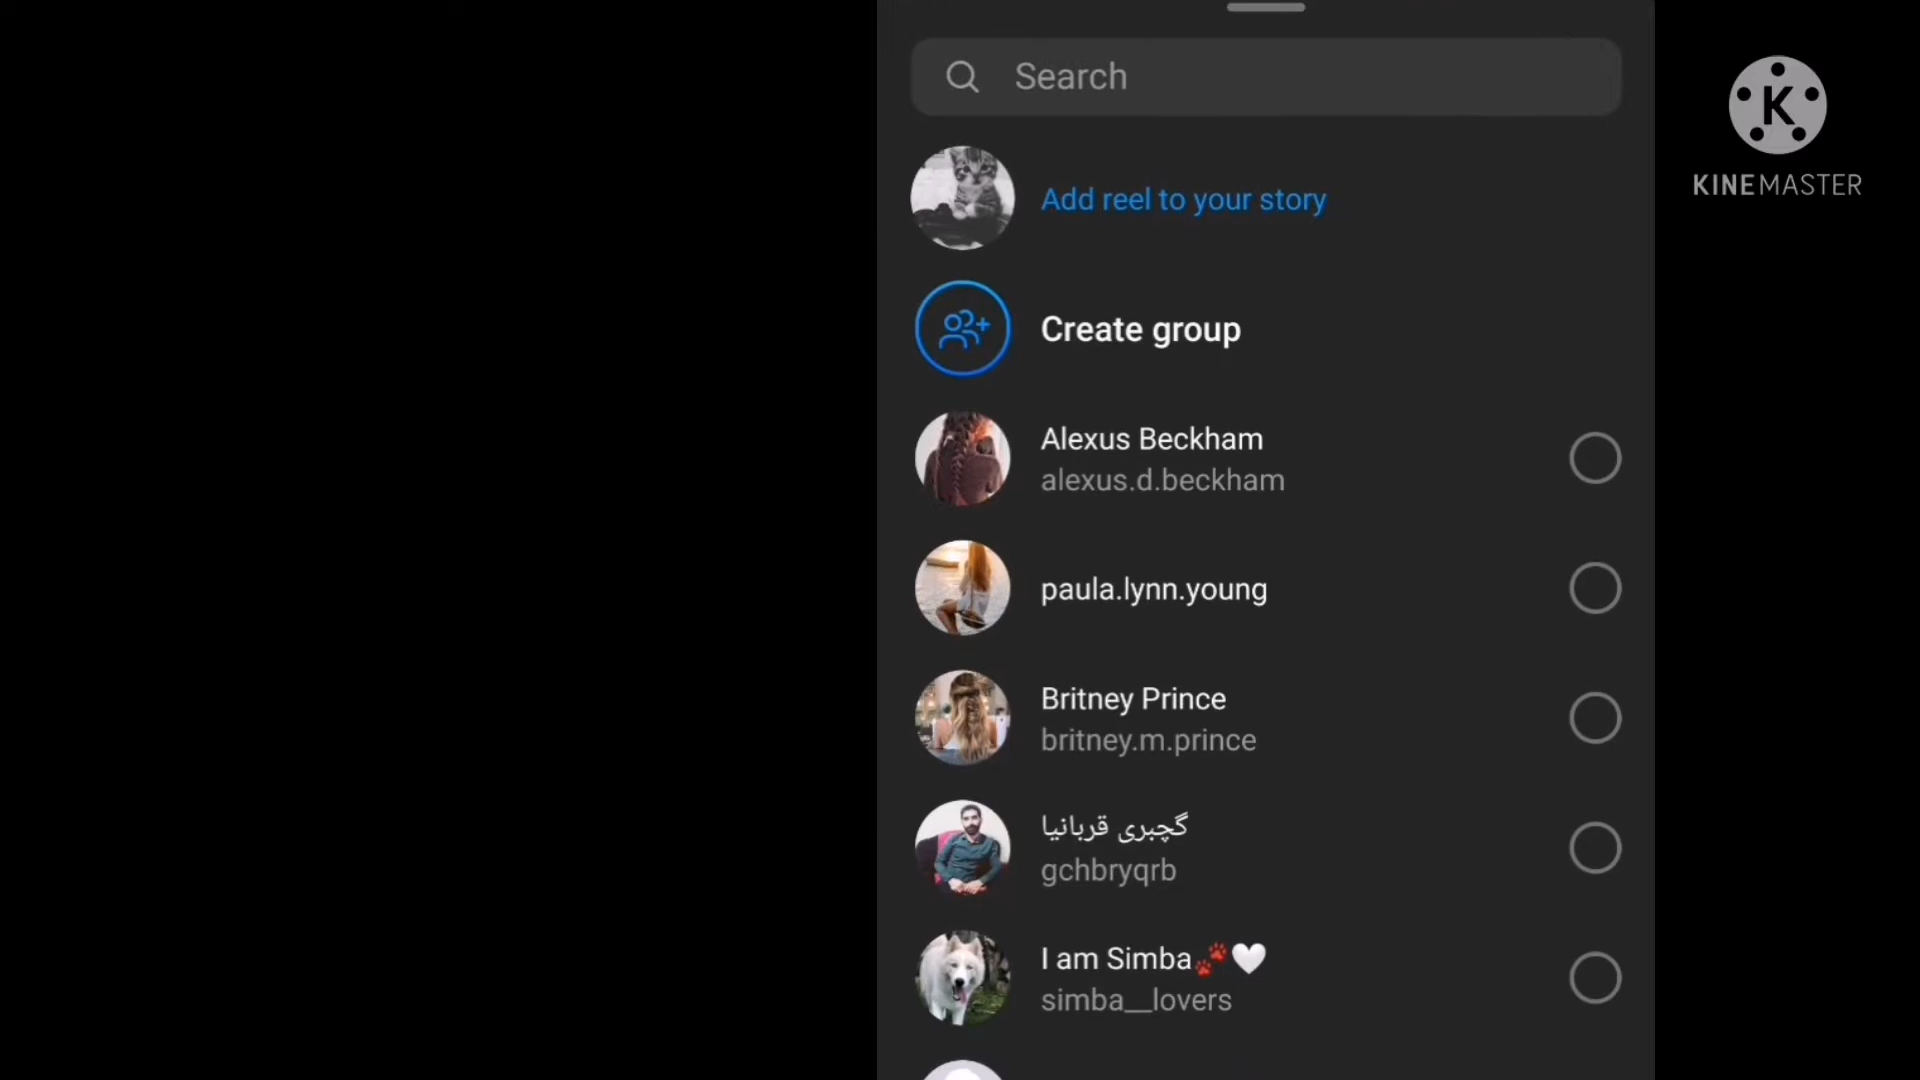 Search
K
KINEMASTER
Add reel to your story
Create group
Alexus Beckham
alexus.d.beckham
paula.lynn.young
Britney Prince
britney.m.prince
گچبری قربانیا
gchbryqrb
I am Simba🐾🤍
simba__lovers